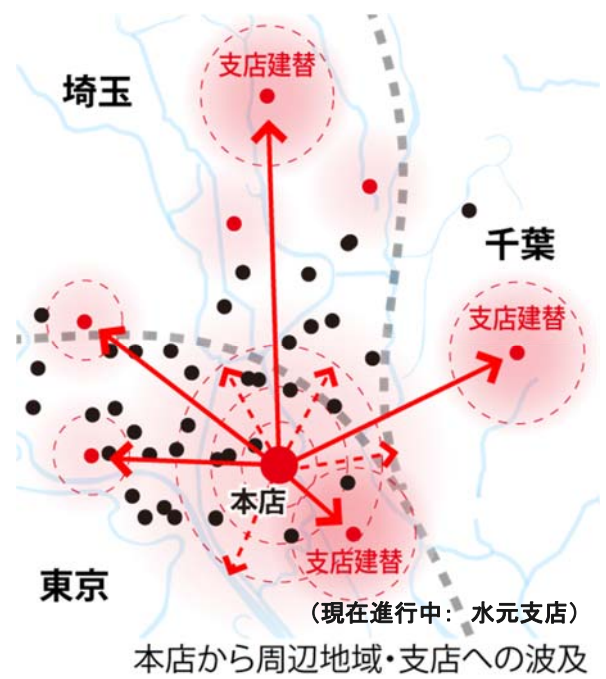 支店建替
埼玉
千葉
支店建替
本店
支店建替
東京
（現在進行中： 水元支店）
本店から周辺地域・支店への波及